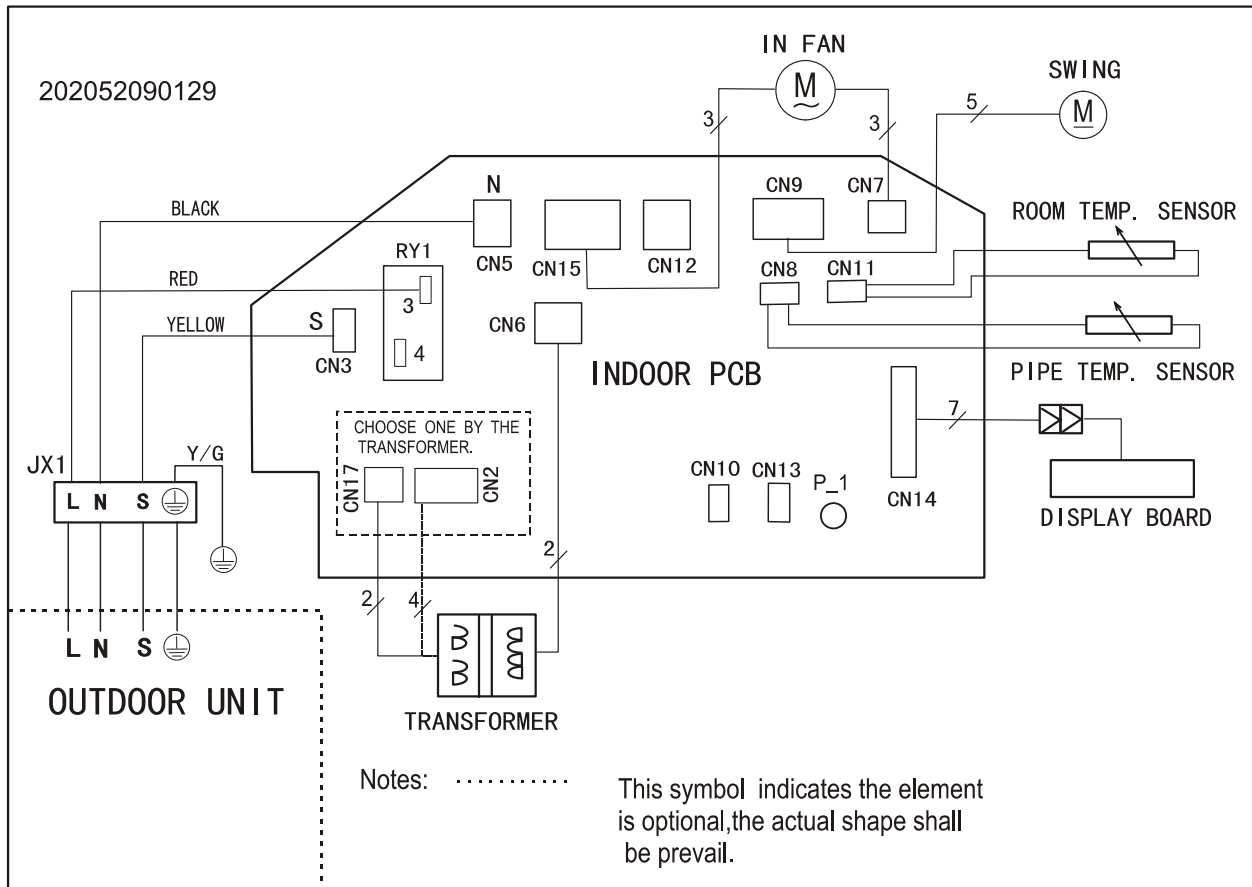 IN FAN
M
SWING
M
202052090129
3
3
5
N
CN9
CN7
BLACK
ROOM TEMP. SENSOR
RY1
CN5
CN15
CN12
CN8
CN11
RED
3
S
YELLOW
CN6
CN3
4
INDOOR PCB
PIPE TEMP. SENSOR
CHOOSE ONE BY THE
TRANSFORMER.
7
Y/G
JX1
CN17
CN2
CN10
CN13
P_1
CN14
L N S
DISPLAY BOARD
2
2
4
L N S
OUTDOOR UNIT
TRANSFORMER
Notes: ............
This symbol indicates the element
is optional,the actual shape shall
be prevail.